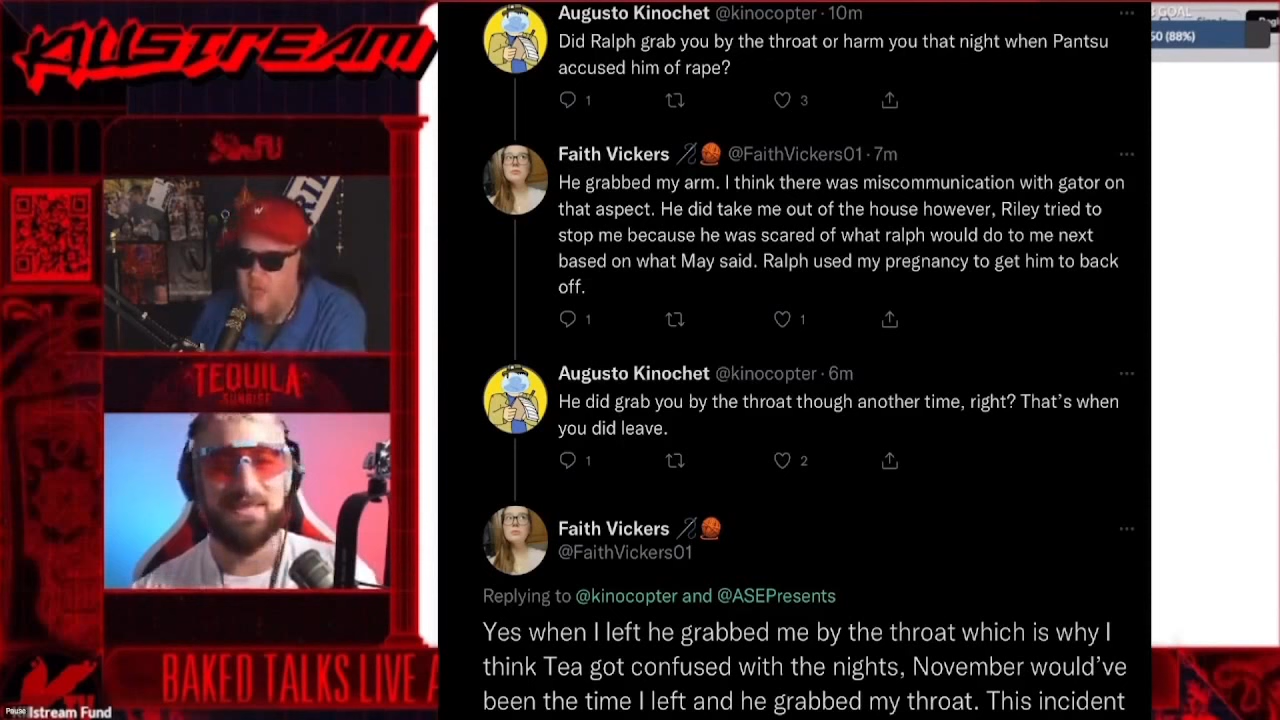 KILLSTREAM
GOAL
50 (88%)
Augusto Kinochet @kinocopter · 10m
Did Ralph grab you by the throat or harm you that night when Pantsu
accused him of rape?
1
3
Faith Vickers @FaithVickers01 · 7m
He grabbed my arm. I think there was miscommunication with gator on
that aspect. He did take me out of the house however, Riley tried to
stop me because he was scared of what ralph would do to me next
based on what May said. Ralph used my pregnancy to get him to back
off.
1
1
Augusto Kinochet @kinocopter · 6m
He did grab you by the throat though another time, right? That's when
you did leave.
1
2
Faith Vickers
@FaithVickers01
Replying to @kinocopter and @ASEPresents
Yes when I left he grabbed me by the throat which is why I
think Tea got confused with the nights, November would've
been the time I left and he grabbed my throat. This incident
TEQUILA
SUNRISE
BAKED TALKS LIVE A
Pause
lstream Fund